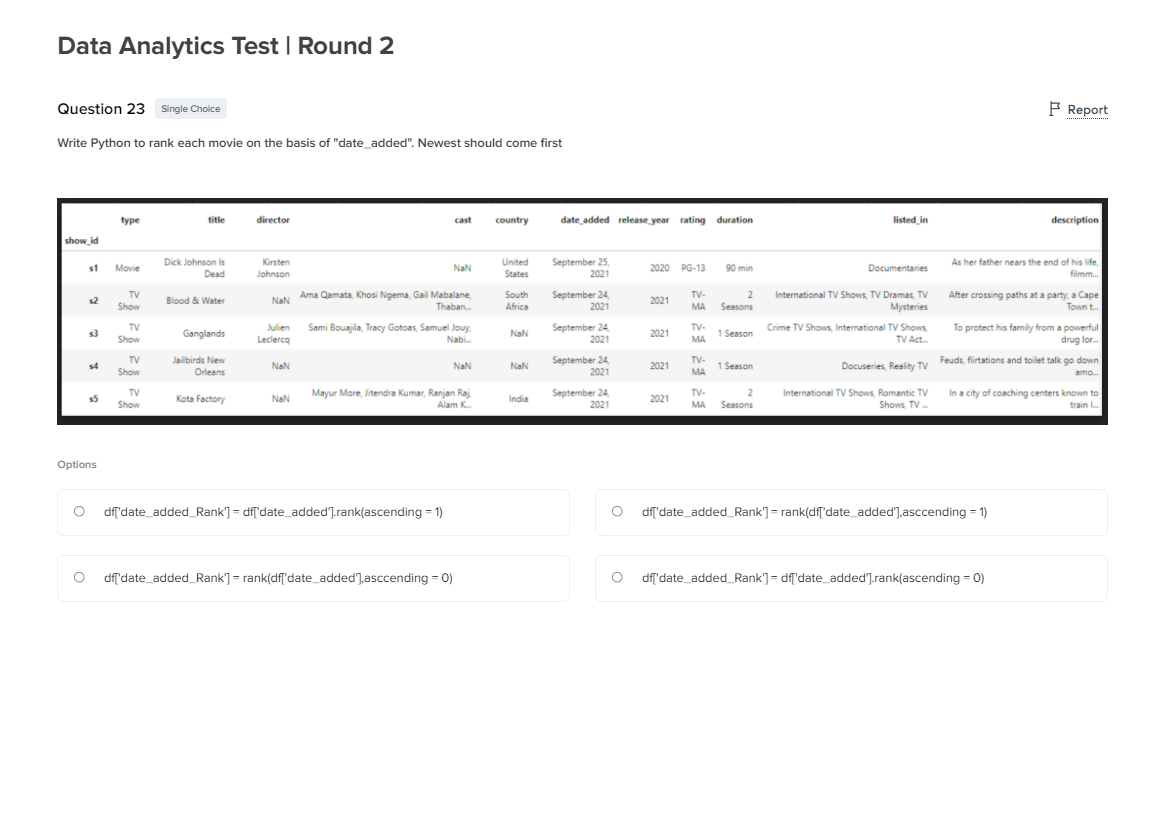 Data Analytics Test | Round 2
Question 23 Single Choice Report
Write Python to rank each movie on the basis of "date_added". Newest should come first
type title director cast country date_added release_year rating duration listed_in description
show_id
s1 Movie Dick Johnson Is Dead Kirsten Johnson NaN United States September 25, 2021 2020 PG-13 90 min Documentaries As her father nears the end of his life, filmm...
s2 TV Show Blood & Water NaN Ama Qamata, Khosi Ngema, Gail Mabalane, Thaban... South Africa September 24, 2021 2021 TV-MA 2 Seasons International TV Shows, TV Dramas, TV Mysteries After crossing paths at a party, a Cape Town t...
s3 TV Show Ganglands Julien Leclercq Sami Bouajila, Tracy Gotoas, Samuel Jouy, Nabi... NaN September 24, 2021 2021 TV-MA 1 Season Crime TV Shows, International TV Shows, TV Act... To protect his family from a powerful drug lor...
s4 TV Show Jailbirds New Orleans NaN NaN NaN September 24, 2021 2021 TV-MA 1 Season Docuseries, Reality TV Feuds, flirtations and toilet talk go down amo...
s5 TV Show Kota Factory NaN Mayur More, Jitendra Kumar, Ranjan Raj, Alam K... India September 24, 2021 2021 TV-MA 2 Seasons International TV Shows, Romantic TV Shows, TV ... In a city of coaching centers known to train l...
Options
df['date_added_Rank'] = df['date_added'].rank(ascending = 1)
df['date_added_Rank'] = rank(df['date_added'],asccending = 1)
df['date_added_Rank'] = rank(df['date_added'],asccending = 0)
df['date_added_Rank'] = df['date_added'].rank(ascending = 0)